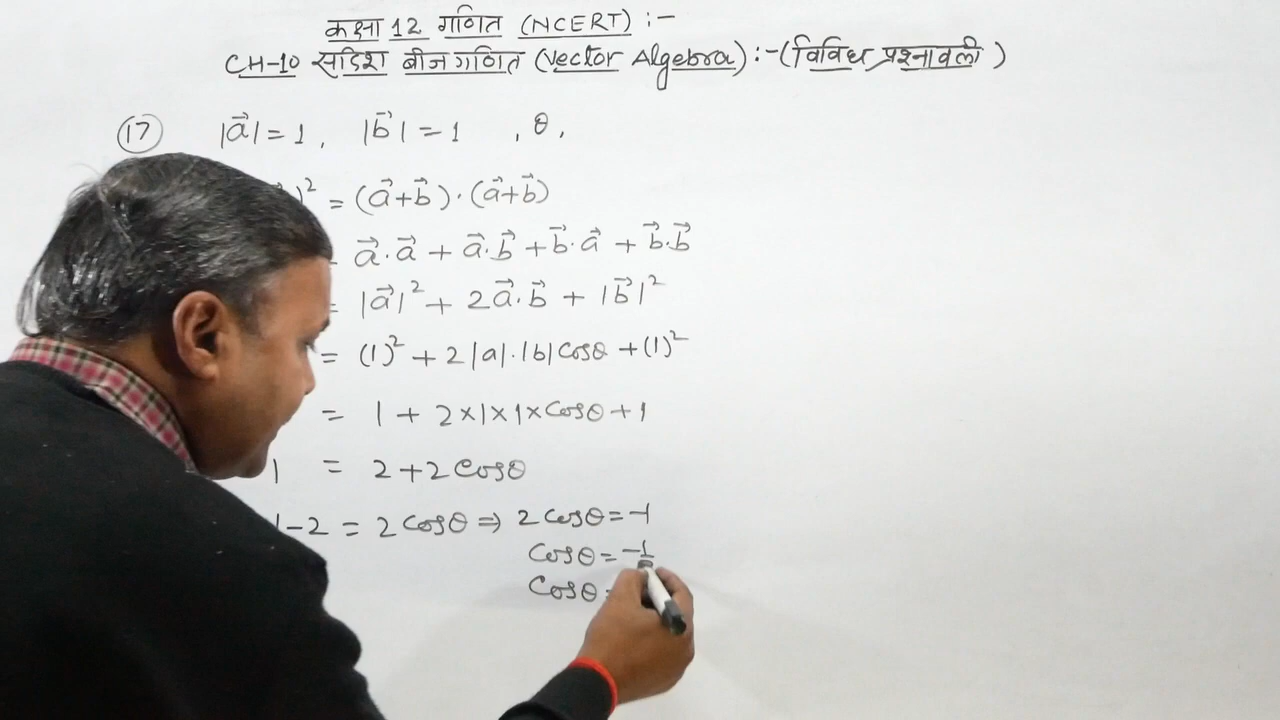 कक्षा 12 गणित (NCERT) :-
CH-10 सदिश बीजगणित (Vector Algebra) :- (विविध प्रश्नावली)
(17) |a⃗| = 1, |b⃗| = 1 , θ,
)² = (a⃗+b⃗)·(a⃗+b⃗)
= a⃗·a⃗ + a⃗·b⃗ + b⃗·a⃗ + b⃗·b⃗
= |a⃗|² + 2a⃗·b⃗ + |b⃗|²
= (1)² + 2|a|·|b|Cosθ + (1)²
= 1 + 2×1×1×Cosθ + 1
1 = 2+2Cosθ
1-2 = 2Cosθ ⇒ 2Cosθ = -1
Cosθ = -1
Cosθ =